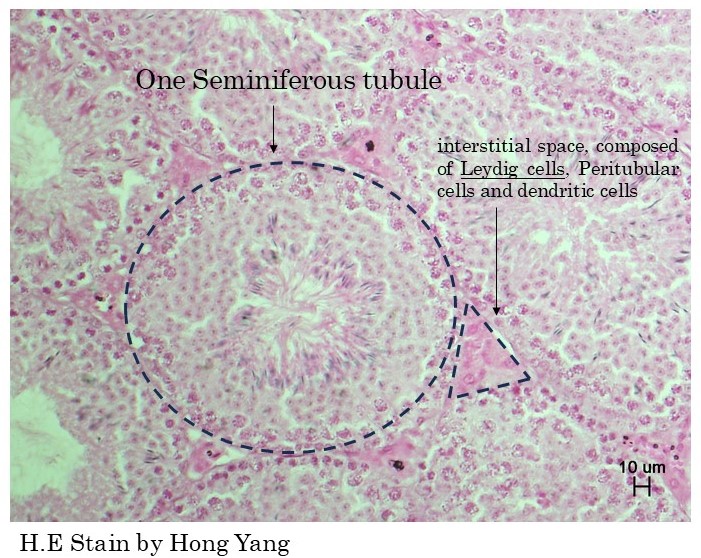 One Seminiferous tubule
interstitial space, composed
of Leydig cells, Peritubular
cells and dendritic cells
10 um
H.E Stain by Hong Yang